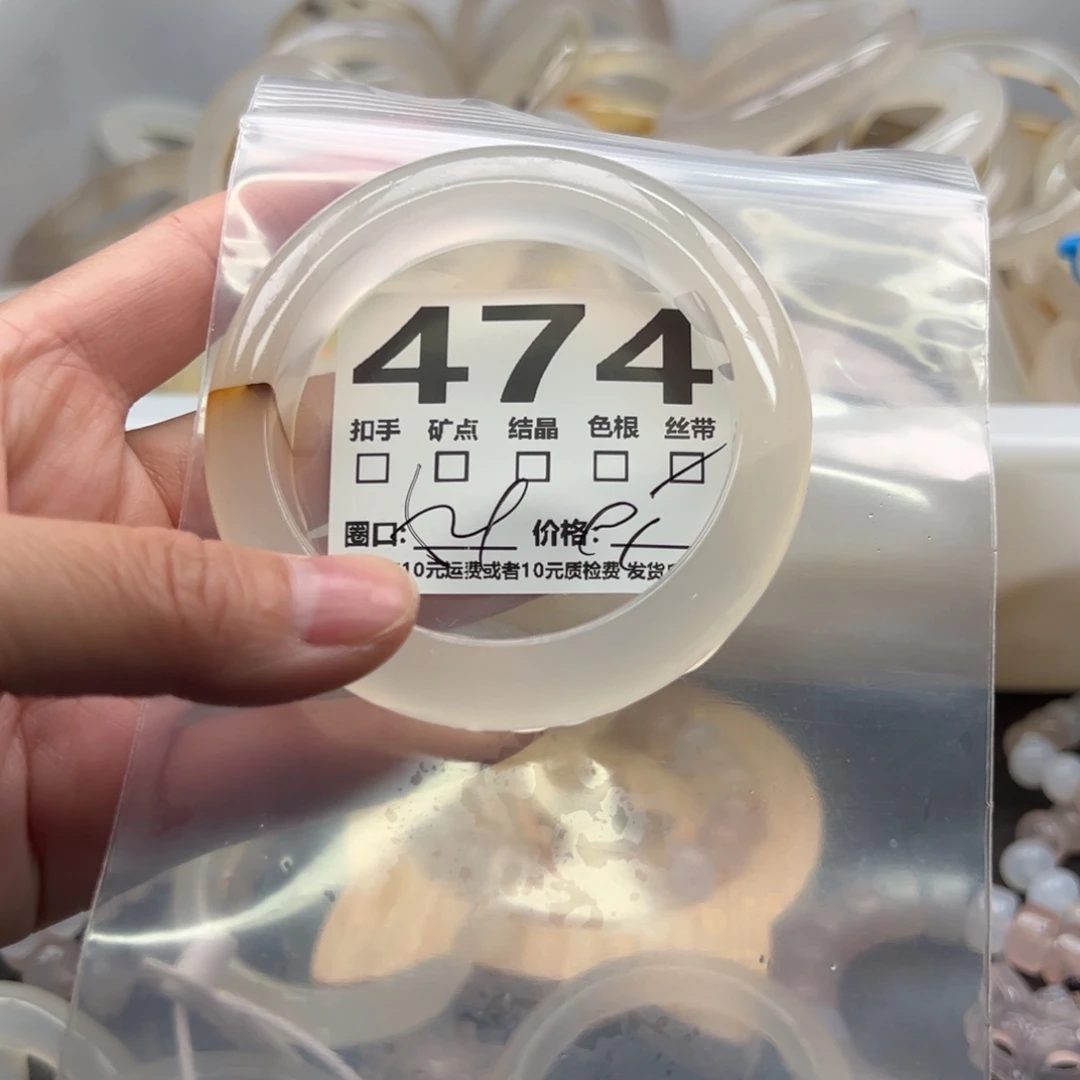 474
扣手 矿点 结晶 色根 丝带
圈口: 价格:
10元运费或者10元质检费 发货